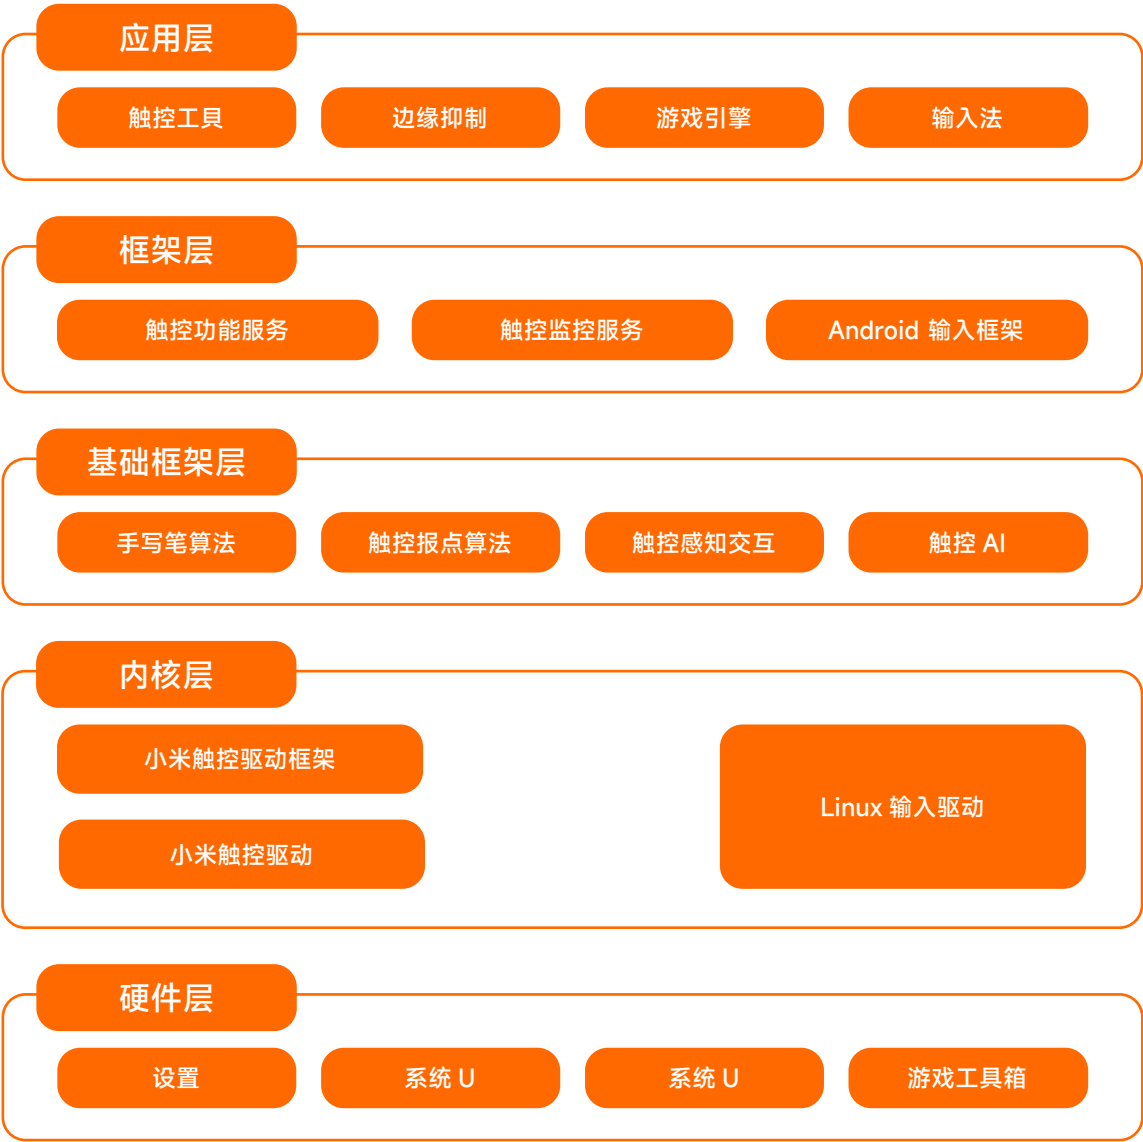 应用层
触控工具
边缘抑制
游戏引擎
输入法
框架层
触控功能服务
触控监控服务
Android 输入框架
基础框架层
手写笔算法
触控报点算法
触控感知交互
触控 AI
内核层
小米触控驱动框架
小米触控驱动
Linux 输入驱动
硬件层
设置
系统 U
系统 U
游戏工具箱